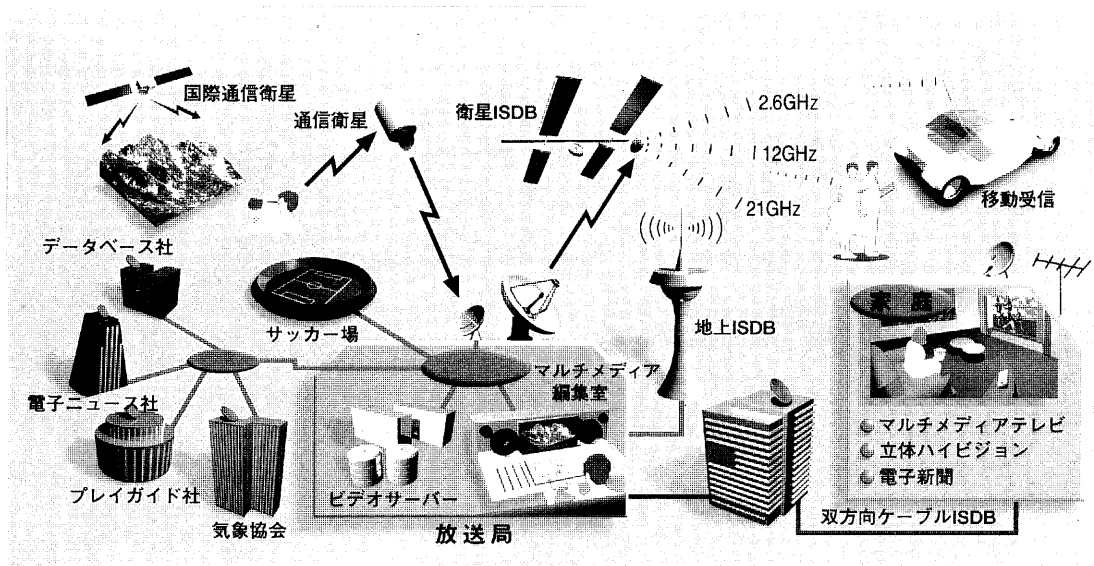 国際通信衛星
通信衛星
衛星ISDB
2.6GHz
12GHz
21GHz
移動受信
データベース社
サッカー場
地上ISDB
家庭
電子ニュース社
マルチメディア
編集室
マルチメディアテレビ
立体ハイビジョン
電子新聞
プレイガイド社
気象協会
ビデオサーバー
放送局
双方向ケーブルISDB